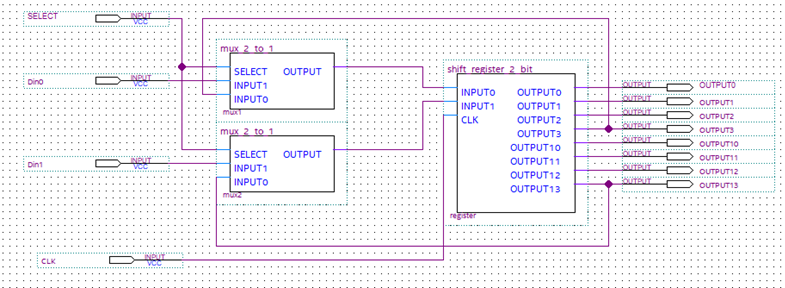 SELECT INPUT VCC
Din0 INPUT VCC
Din1 INPUT VCC
CLK INPUT VCC
mux 2 to 1
SELECT OUTPUT
INPUT1
INPUT0
mux1
mux 2 to 1
SELECT OUTPUT
INPUT1
INPUT0
mux2
shift register 2 bit
INPUT0 OUTPUT0
INPUT1 OUTPUT1
CLK OUTPUT2
OUTPUT3
OUTPUT10
OUTPUT11
OUTPUT12
OUTPUT13
register
OUTPUT OUTPUT0
OUTPUT OUTPUT1
OUTPUT OUTPUT2
OUTPUT OUTPUT3
OUTPUT OUTPUT10
OUTPUT OUTPUT11
OUTPUT OUTPUT12
OUTPUT OUTPUT13